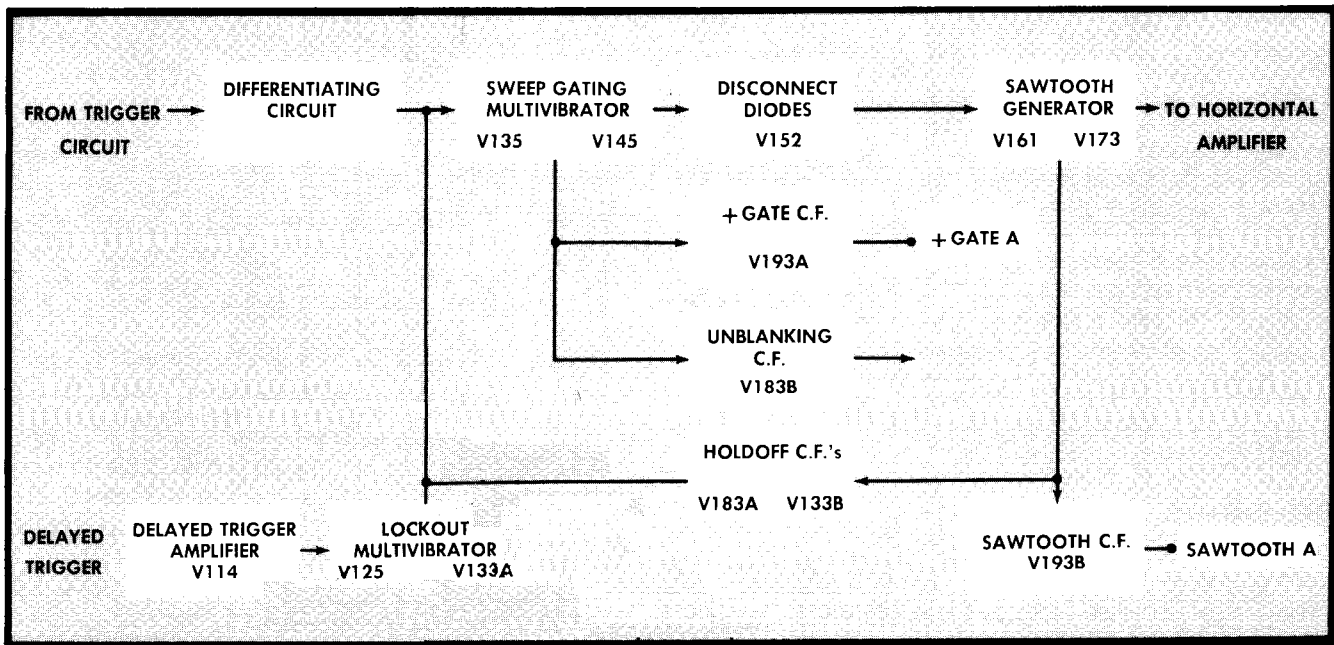 FROM TRIGGER
CIRCUIT
DIFFERENTIATING
CIRCUIT
SWEEP GATING
MULTIVIBRATOR
V135 V145
DISCONNECT
DIODES
V152
SAWTOOTH
GENERATOR
V161 V173
TO HORIZONTAL
AMPLIFIER
+ GATE C.F.
V193A
+ GATE A
UNBLANKING
C.F.
V183B
HOLDOFF C.F.'s
V183A V133B
DELAYED
TRIGGER
DELAYED TRIGGER
AMPLIFIER
V114
LOCKOUT
MULTIVIBRATOR
V125 V133A
SAWTOOTH C.F.
V193B
SAWTOOTH A